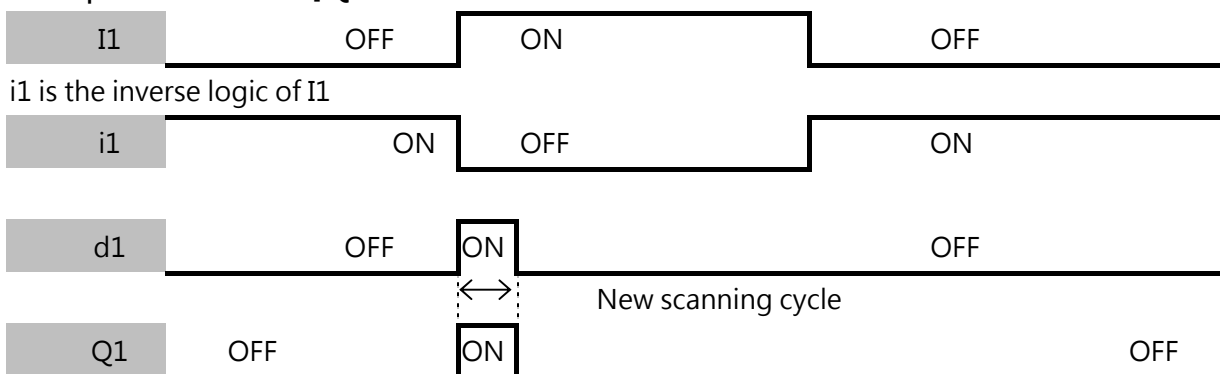 I1 OFF ON OFF
i1 is the inverse logic of I1
i1 ON OFF ON
d1 OFF ON OFF
New scanning cycle
Q1 OFF ON OFF